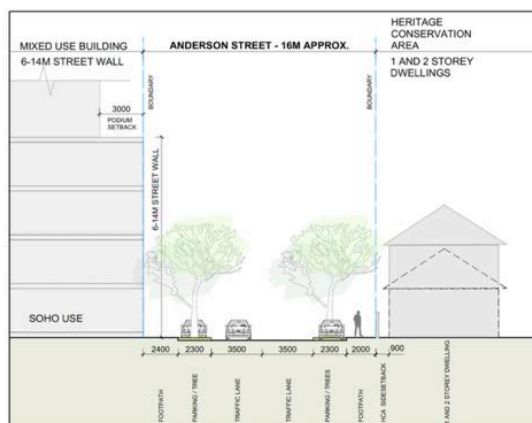 MIXED USE BUILDING
6-14M STREET WALL
ANDERSON STREET - 16M APPROX.
HERITAGE
CONSERVATION
AREA
1 AND 2 STOREY
DWELLINGS
3000
PODIUM
SETBACK
BOUNDARY
BOUNDARY
6-14M STREET WALL
SOHO USE
2400
2300
3500
3500
2300
2000
900
FOOTPATH
PARKING / TREE
TRAFFIC LANE
TRAFFIC LANE
PARKING / TREES
FOOTPATH
HCA SIDESETBACK
1 AND 2 STOREY DWELLING